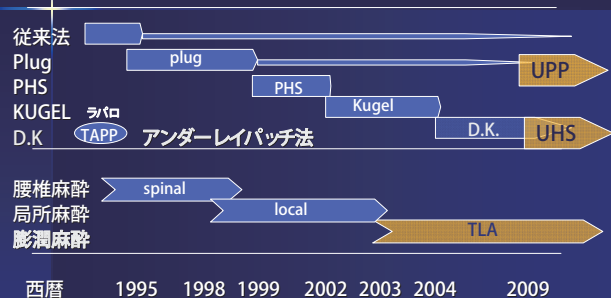 従来法
Plug plug UPP
PHS PHS
KUGEL ラパロ Kugel
D.K TAPP アンダーレイパッチ法 D.K. UHS
腰椎麻酔 spinal
局所麻酔 local
膨潤麻酔 TLA
西暦 1995 1998 1999 2002 2003 2004 2009